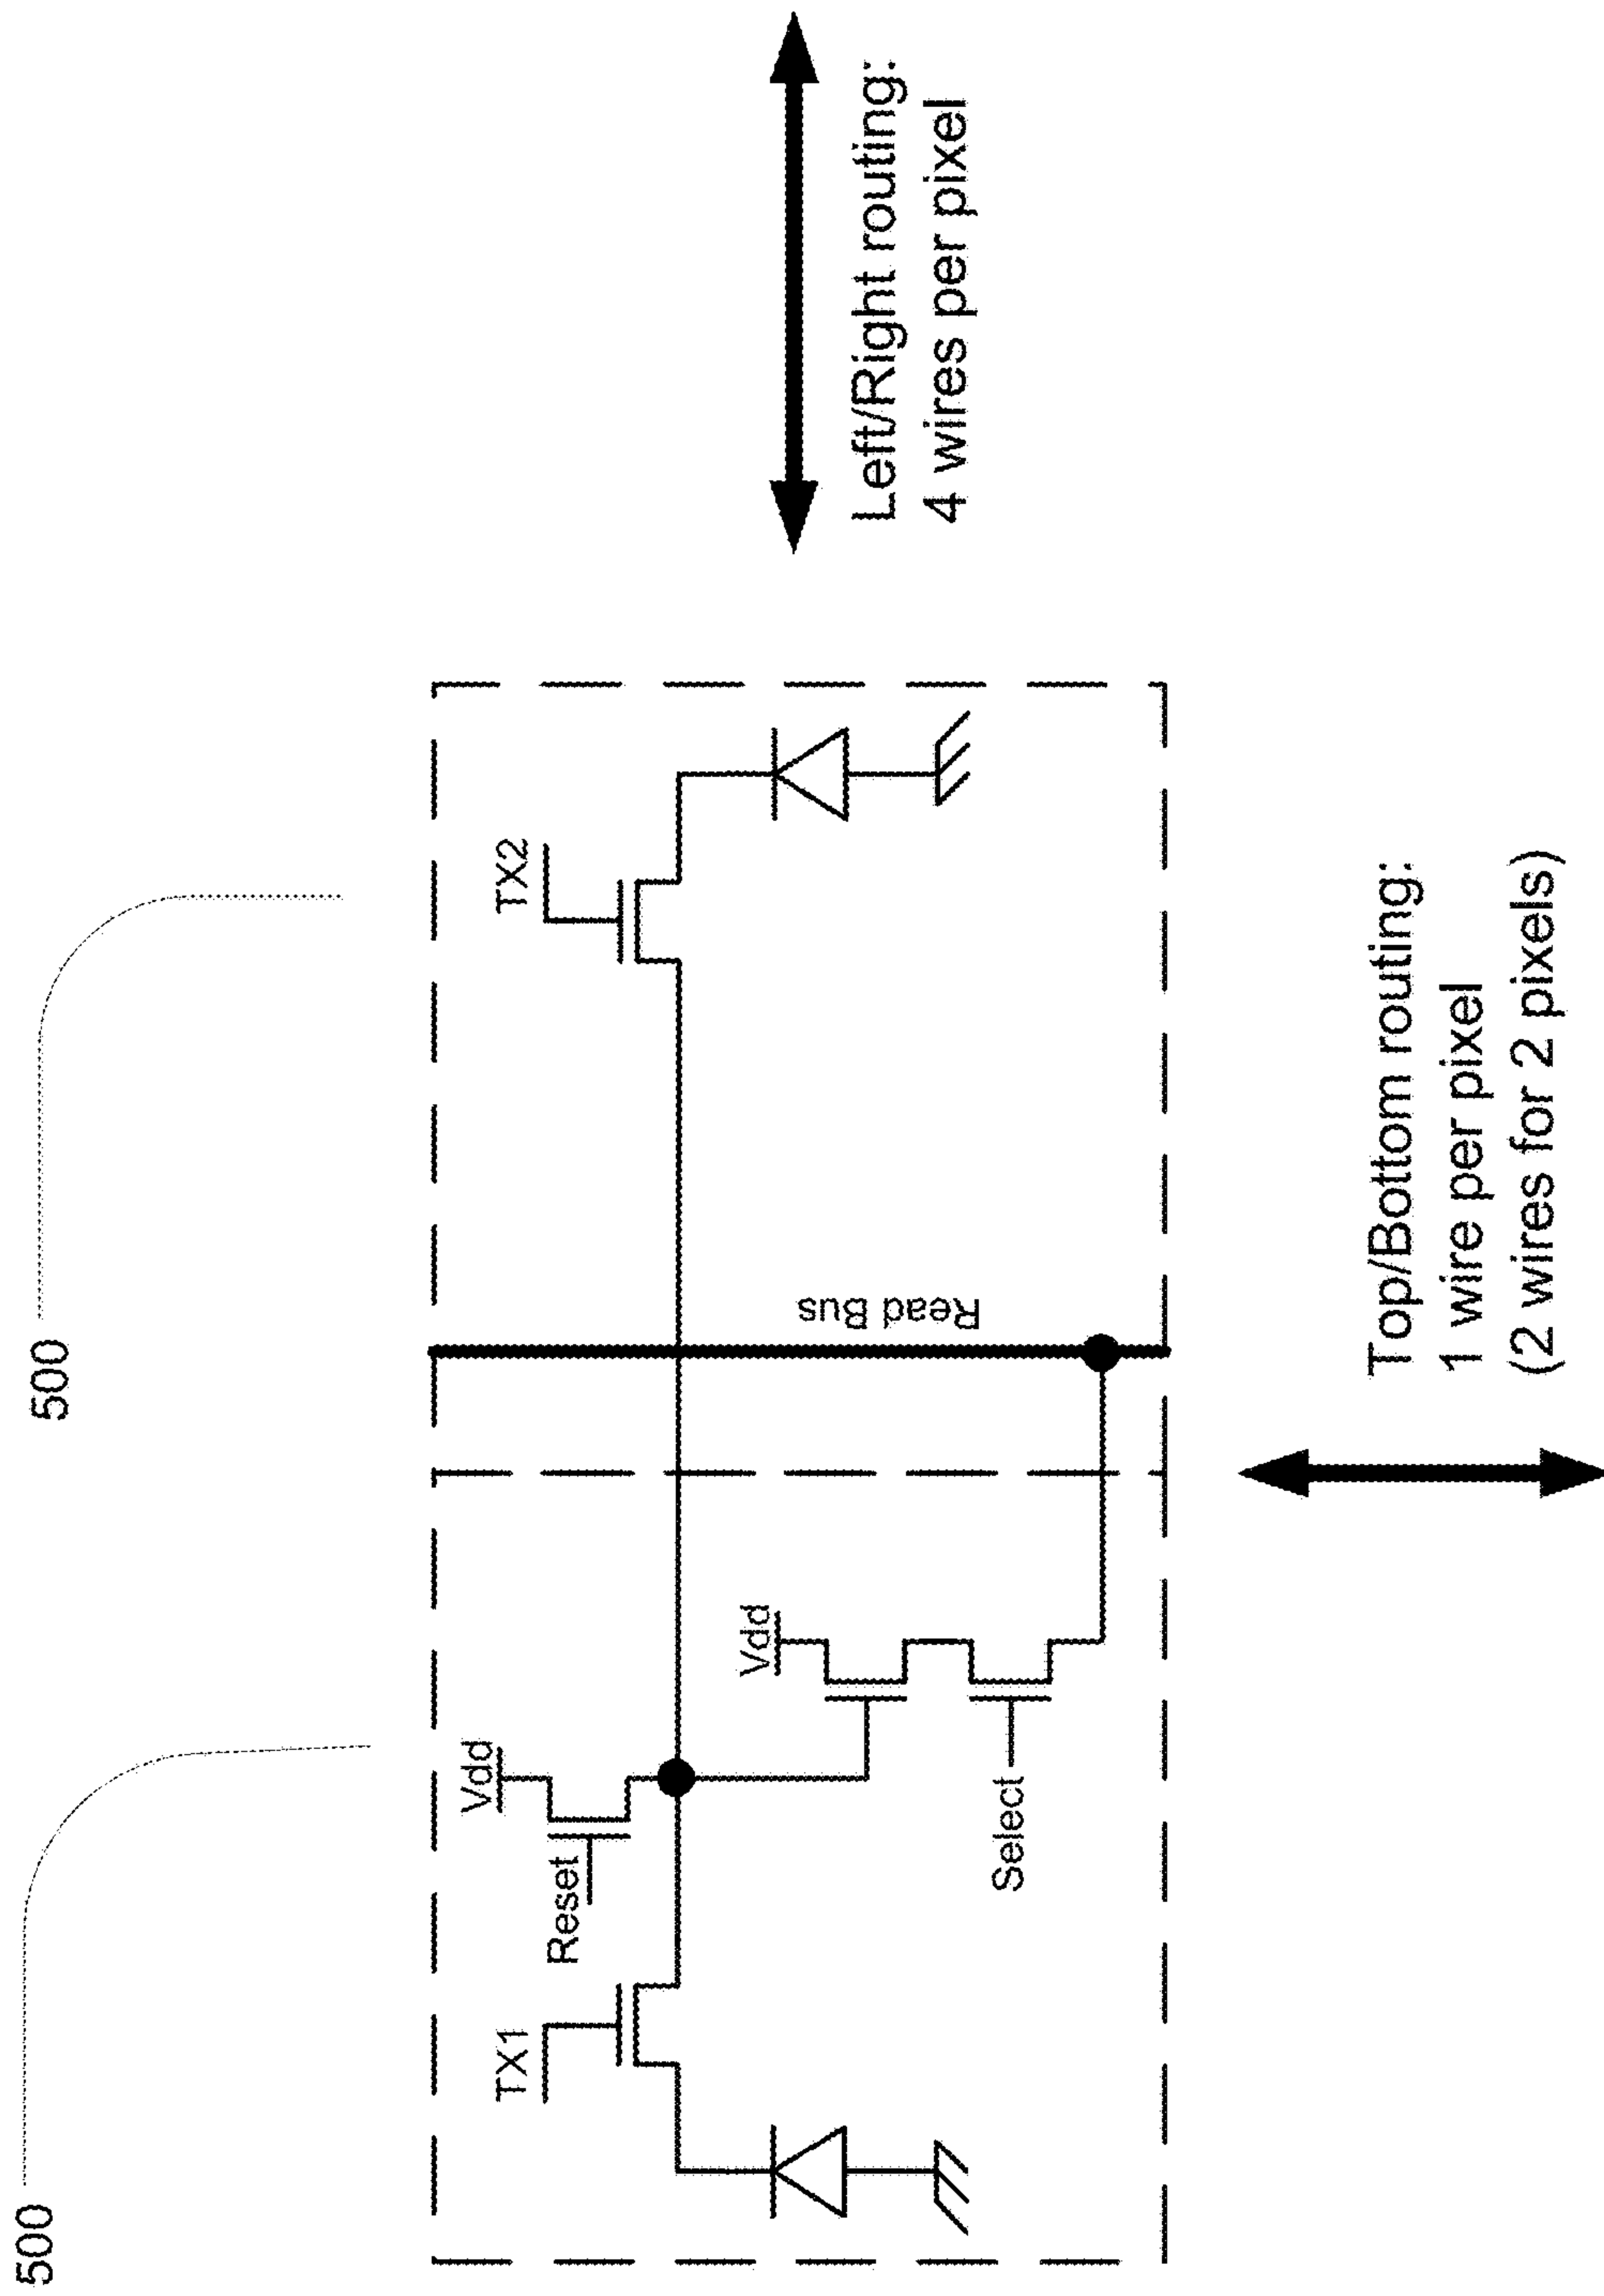 500
500
Vdd
TX1
TX2
Reset
Vdd
Read Bus
Left/Right routing:
4 wires per pixel
Select
Top/Bottom routing:
1 wire per pixel
(2 wires for 2 pixels)